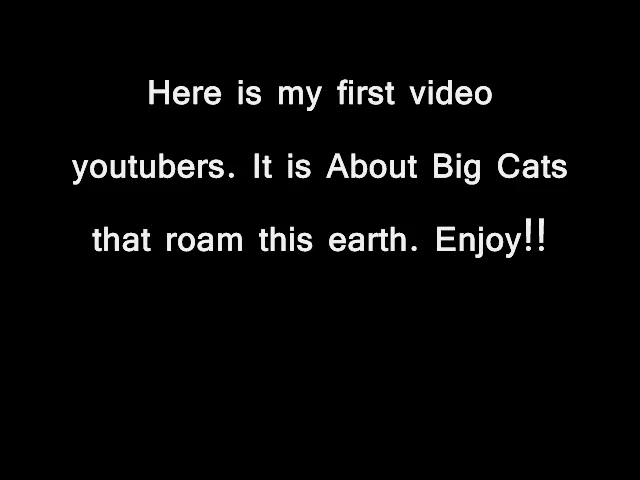 Here is my first video
youtubers. It is About Big Cats
that roam this earth. Enjoy!!